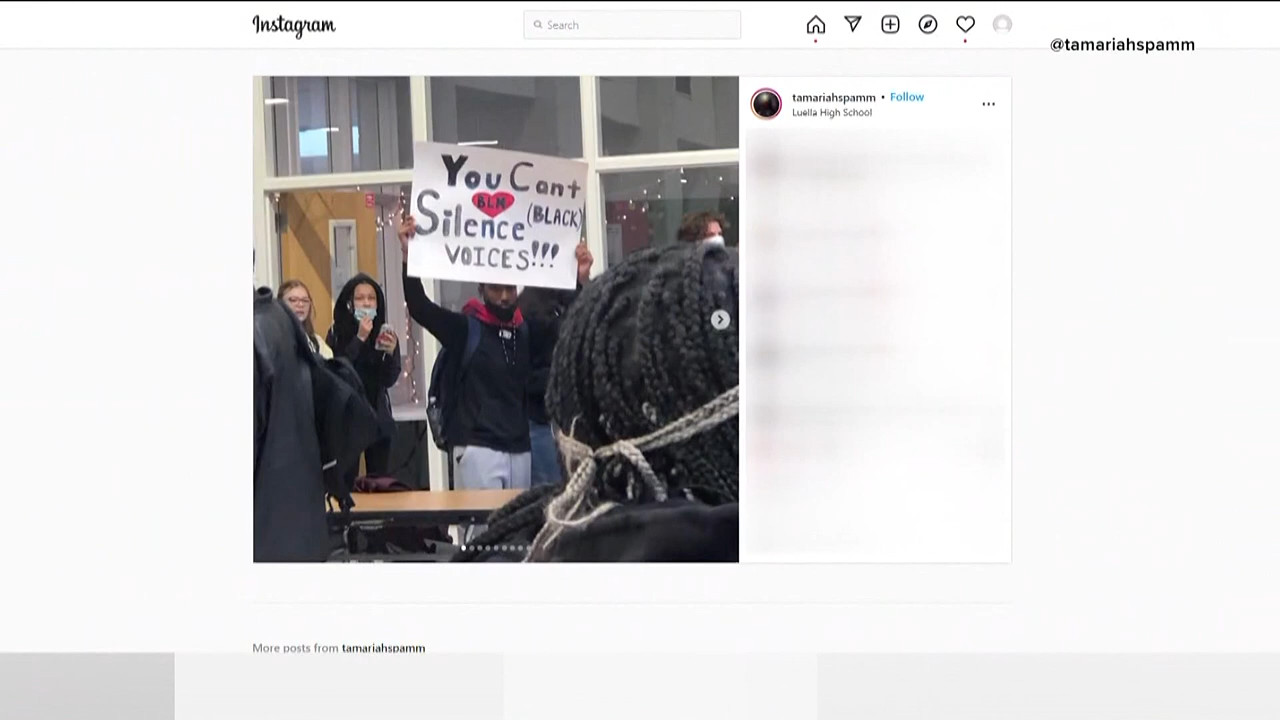 Instagram
Search
@tamariahspamm
tamariahspamm • Follow
Luella High School
You Cant
BLM
Silence (BLACK)
VOICES!!!
More posts from tamariahspamm